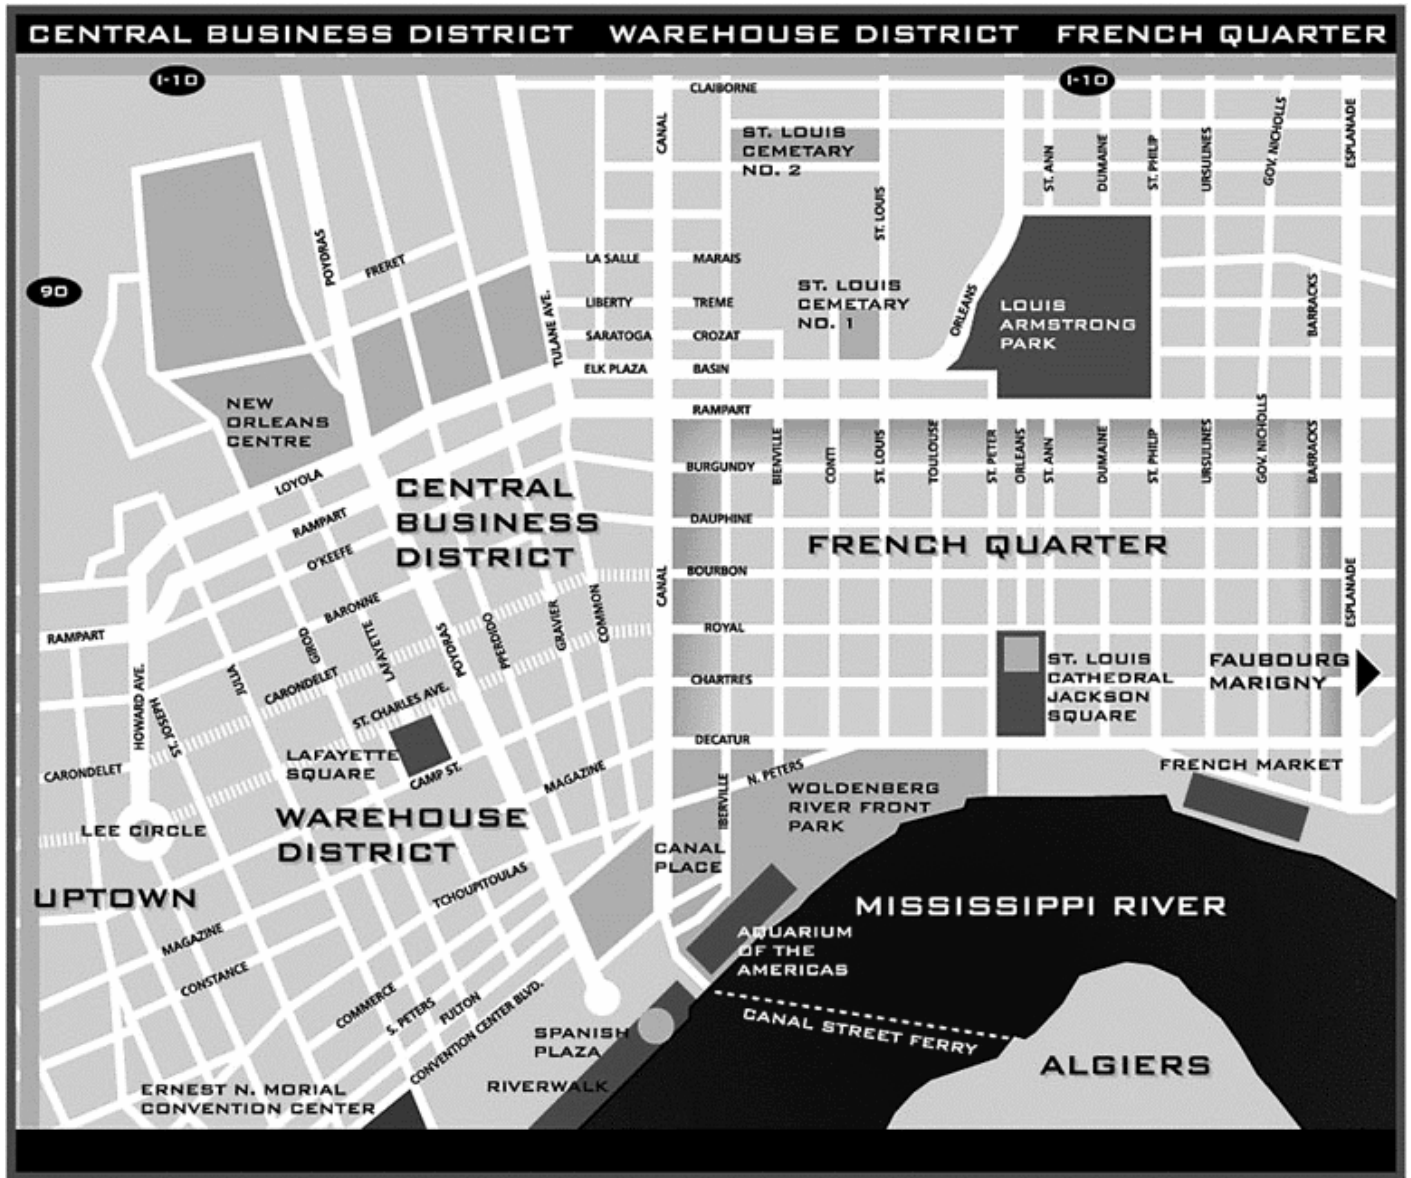 CENTRAL BUSINESS DISTRICT WAREHOUSE DISTRICT FRENCH QUARTER
I-10
I-10
CLAIBORNE
CANAL
ST. LOUIS
CEMETARY
NO. 2
ST. LOUIS
ST. ANN
DUMAINE
ST. PHILIP
URSULINES
GOV. NICHOLLS
ESPLANADE
90
POYDRAS
FRERET
TULANE AVE.
LA SALLE
MARAIS
LIBERTY
TREME
SARATOGA
CROZAT
ELK PLAZA
BASIN
RAMPART
ST. LOUIS
CEMETARY
NO. 1
ORLEANS
LOUIS
ARMSTRONG
PARK
BARRACKS
NEW
ORLEANS
CENTRE
LOYOLA
RAMPART
O'KEEFE
BARONNE
CENTRAL
BUSINESS
DISTRICT
BURGUNDY
BIENVILLE
CONTI
ST. LOUIS
TOULOUSE
ST. PETER
ORLEANS
ST. ANN
DUMAINE
ST. PHILIP
URSULINES
GOV. NICHOLLS
BARRACKS
DAUPHINE
FRENCH QUARTER
BOURBON
CANAL
ESPLANADE
ROYAL
CHARTRES
DECATUR
RAMPART
HOWARD AVE.
ST. JOSEPH
JULIA
GIROD
LAFAYETTE
POYDRAS
PERDIDO
GRAVIER
COMMON
CARONDELET
ST. CHARLES AVE.
ST. LOUIS
CATHEDRAL
JACKSON
SQUARE
FAUBOURG
MARIGNY
CARONDELET
LAFAYETTE
SQUARE
CAMP ST.
MAGAZINE
N. PETERS
IBERVILLE
WOLDENBERG
RIVER FRONT
PARK
FRENCH MARKET
LEE CIRCLE
WAREHOUSE
DISTRICT
CANAL
PLACE
UPTOWN
TCHOUPITOULAS
MAGAZINE
CONSTANCE
MISSISSIPPI RIVER
AQUARIUM
OF THE
AMERICAS
COMMERCE
S. PETERS
FULTON
CONVENTION CENTER BLVD.
SPANISH
PLAZA
RIVERWALK
CANAL STREET FERRY
ALGIERS
ERNEST N. MORIAL
CONVENTION CENTER